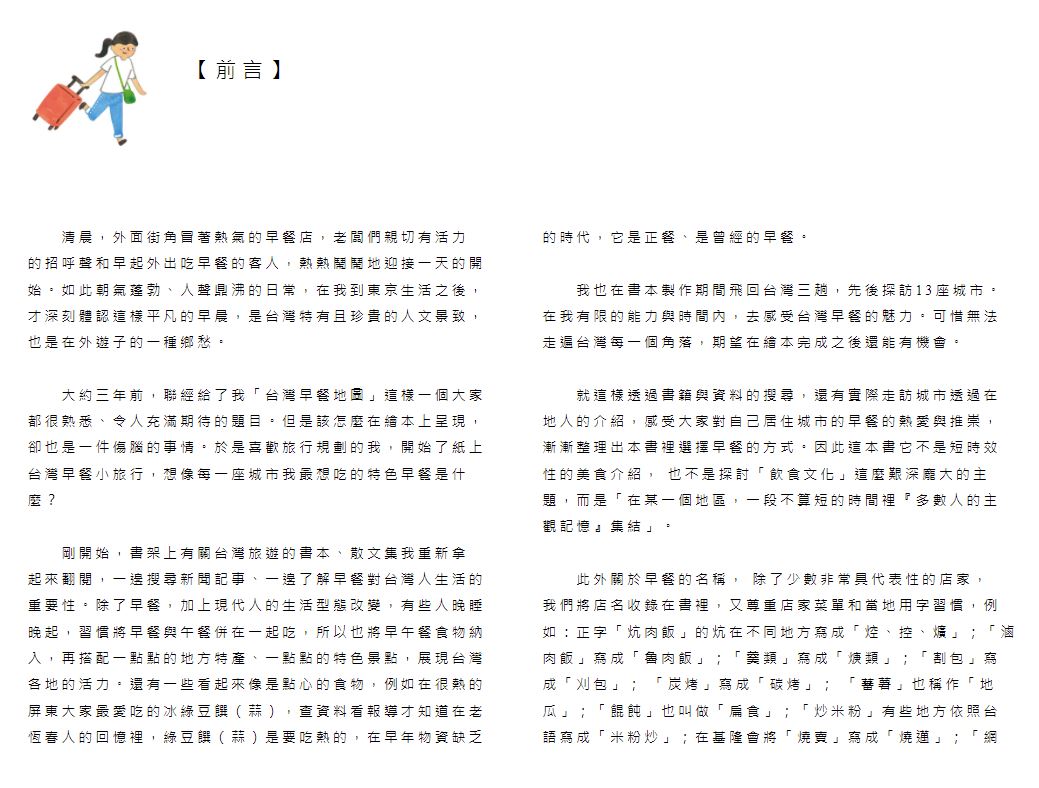 【前言】
清晨，外面街角冒著熱氣的早餐店，老闆們親切有活力
的招呼聲和早起外出吃早餐的客人，熱熱鬧鬧地迎接一天的開
始。如此朝氣蓬勃、人聲鼎沸的日常，在我到東京生活之後，
才深刻體認這樣平凡的早晨，是台灣特有且珍貴的人文景致，
也是在外遊子的一種鄉愁。
大約三年前，聯經給了我「台灣早餐地圖」這樣一個大家
都很熟悉、令人充滿期待的題目。但是該怎麼在繪本上呈現，
卻也是一件傷腦的事情。於是喜歡旅行規劃的我，開始了紙上
台灣早餐小旅行，想像每一座城市我最想吃的特色早餐是什
麼？
剛開始，書架上有關台灣旅遊的書本、散文集我重新拿
起來翻閱，一邊搜尋新聞記事、一邊了解早餐對台灣人生活的
重要性。除了早餐，加上現代人的生活型態改變，有些人晚睡
晚起，習慣將早餐與午餐併在一起吃，所以也將早午餐食物納
入，再搭配一點點的地方特產、一點點的特色景點，展現台灣
各地的活力。還有一些看起來像是點心的食物，例如在很熱的
屏東大家最愛吃的冰綠豆饌（蒜），查資料看報導才知道在老
恆春人的回憶裡，綠豆饌（蒜）是要吃熱的，在早年物資缺乏
的時代，它是正餐、是曾經的早餐。
我也在書本製作期間飛回台灣三趟，先後探訪13座城市。
在我有限的能力與時間內，去感受台灣早餐的魅力。可惜無法
走遍台灣每一個角落，期望在繪本完成之後還能有機會。
就這樣透過書籍與資料的搜尋，還有實際走訪城市透過在
地人的介紹，感受大家對自己居住城市的早餐的熱愛與推崇，
漸漸整理出本書裡選擇早餐的方式。因此這本書它不是短時效
性的美食介紹， 也不是探討「飲食文化」這麼艱深龐大的主
題，而是「在某一個地區，一段不算短的時間裡『多數人的主
觀記憶』集結」。
此外關於早餐的名稱， 除了少數非常具代表性的店家，
我們將店名收錄在書裡，又尊重店家菜單和當地用字習慣，例
如：正字「炕肉飯」的炕在不同地方寫成「焢、控、爌」；「滷
肉飯」寫成「魯肉飯」；「羹類」寫成「焿類」；「割包」寫
成「刈包」； 「炭烤」寫成「碳烤」； 「蕃薯」也稱作「地
瓜」；「餛飩」也叫做「扁食」；「炒米粉」有些地方依照台
語寫成「米粉炒」；在基隆會將「燒賣」寫成「燒邁」；「網